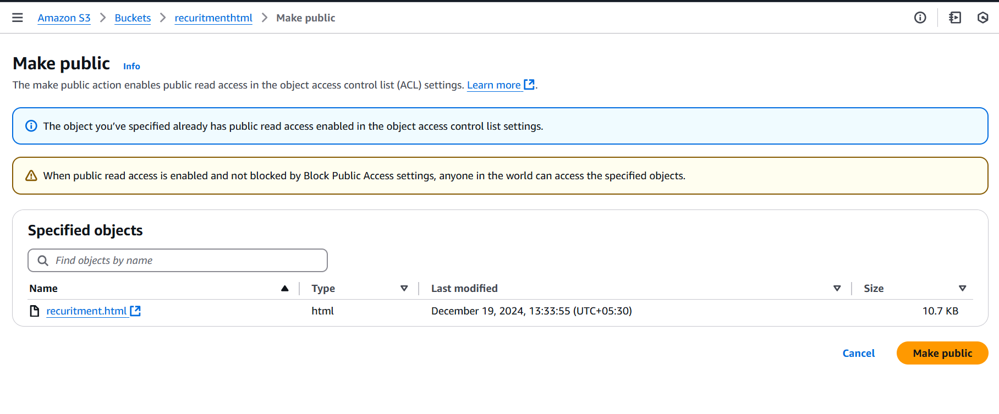 Amazon S3 > Buckets > recuritmenthtml > Make public
Make public Info
The make public action enables public read access in the object access control list (ACL) settings. Learn more.
The object you’ve specified already has public read access enabled in the object access control list settings.
When public read access is enabled and not blocked by Block Public Access settings, anyone in the world can access the specified objects.
Specified objects
Find objects by name
Name Type Last modified Size
recuritment.html html December 19, 2024, 13:33:55 (UTC+05:30) 10.7 KB
Cancel Make public